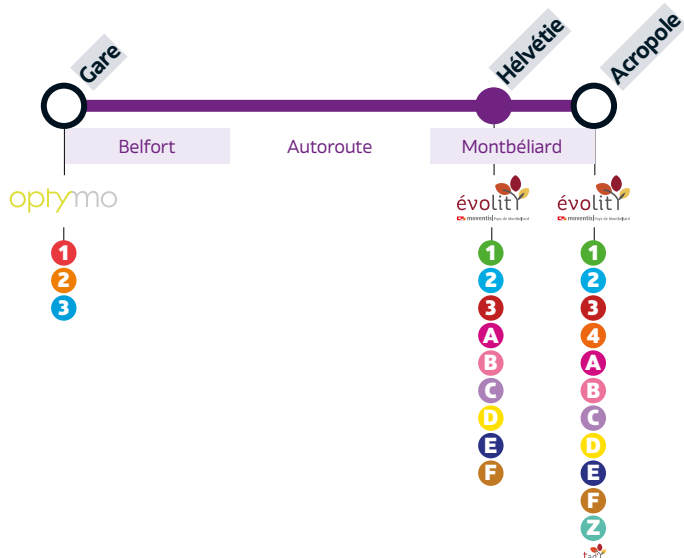 Gare
Hélvétie
Acropole
Belfort
Autoroute
Montbéliard
optymo
1
2
3
évolitY
moventis Pays de Montbéliard
1
2
3
A
B
C
D
E
F
évolitY
moventis Pays de Montbéliard
1
2
3
4
A
B
C
D
E
F
Z